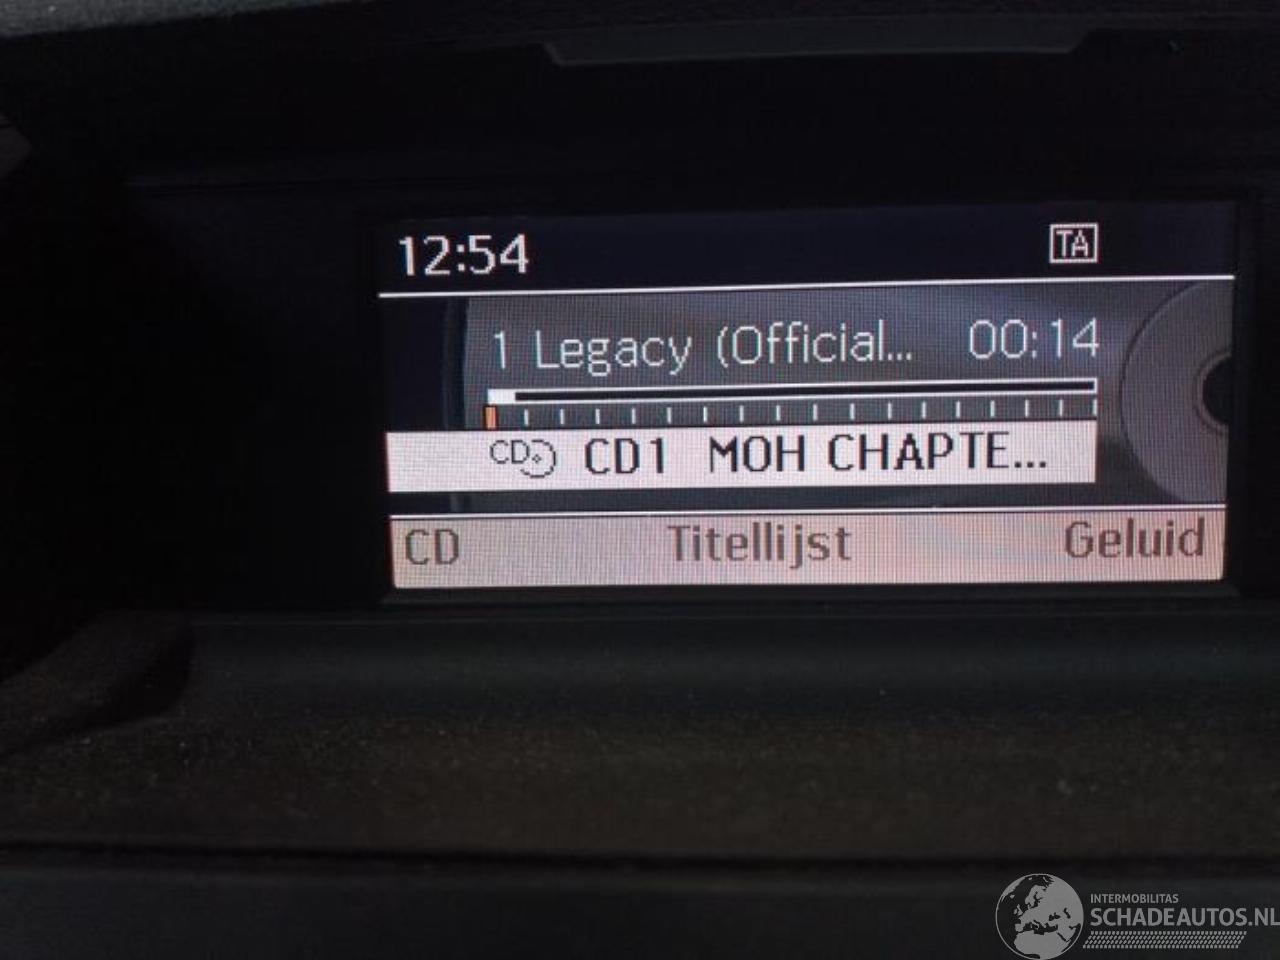 12:54 TA
1 Legacy (Official... 00:14
CD CD1 MOH CHAPTE...
CD Titellijst Geluid
INTERMOBILITAS
SCHADEAUTOS.NL